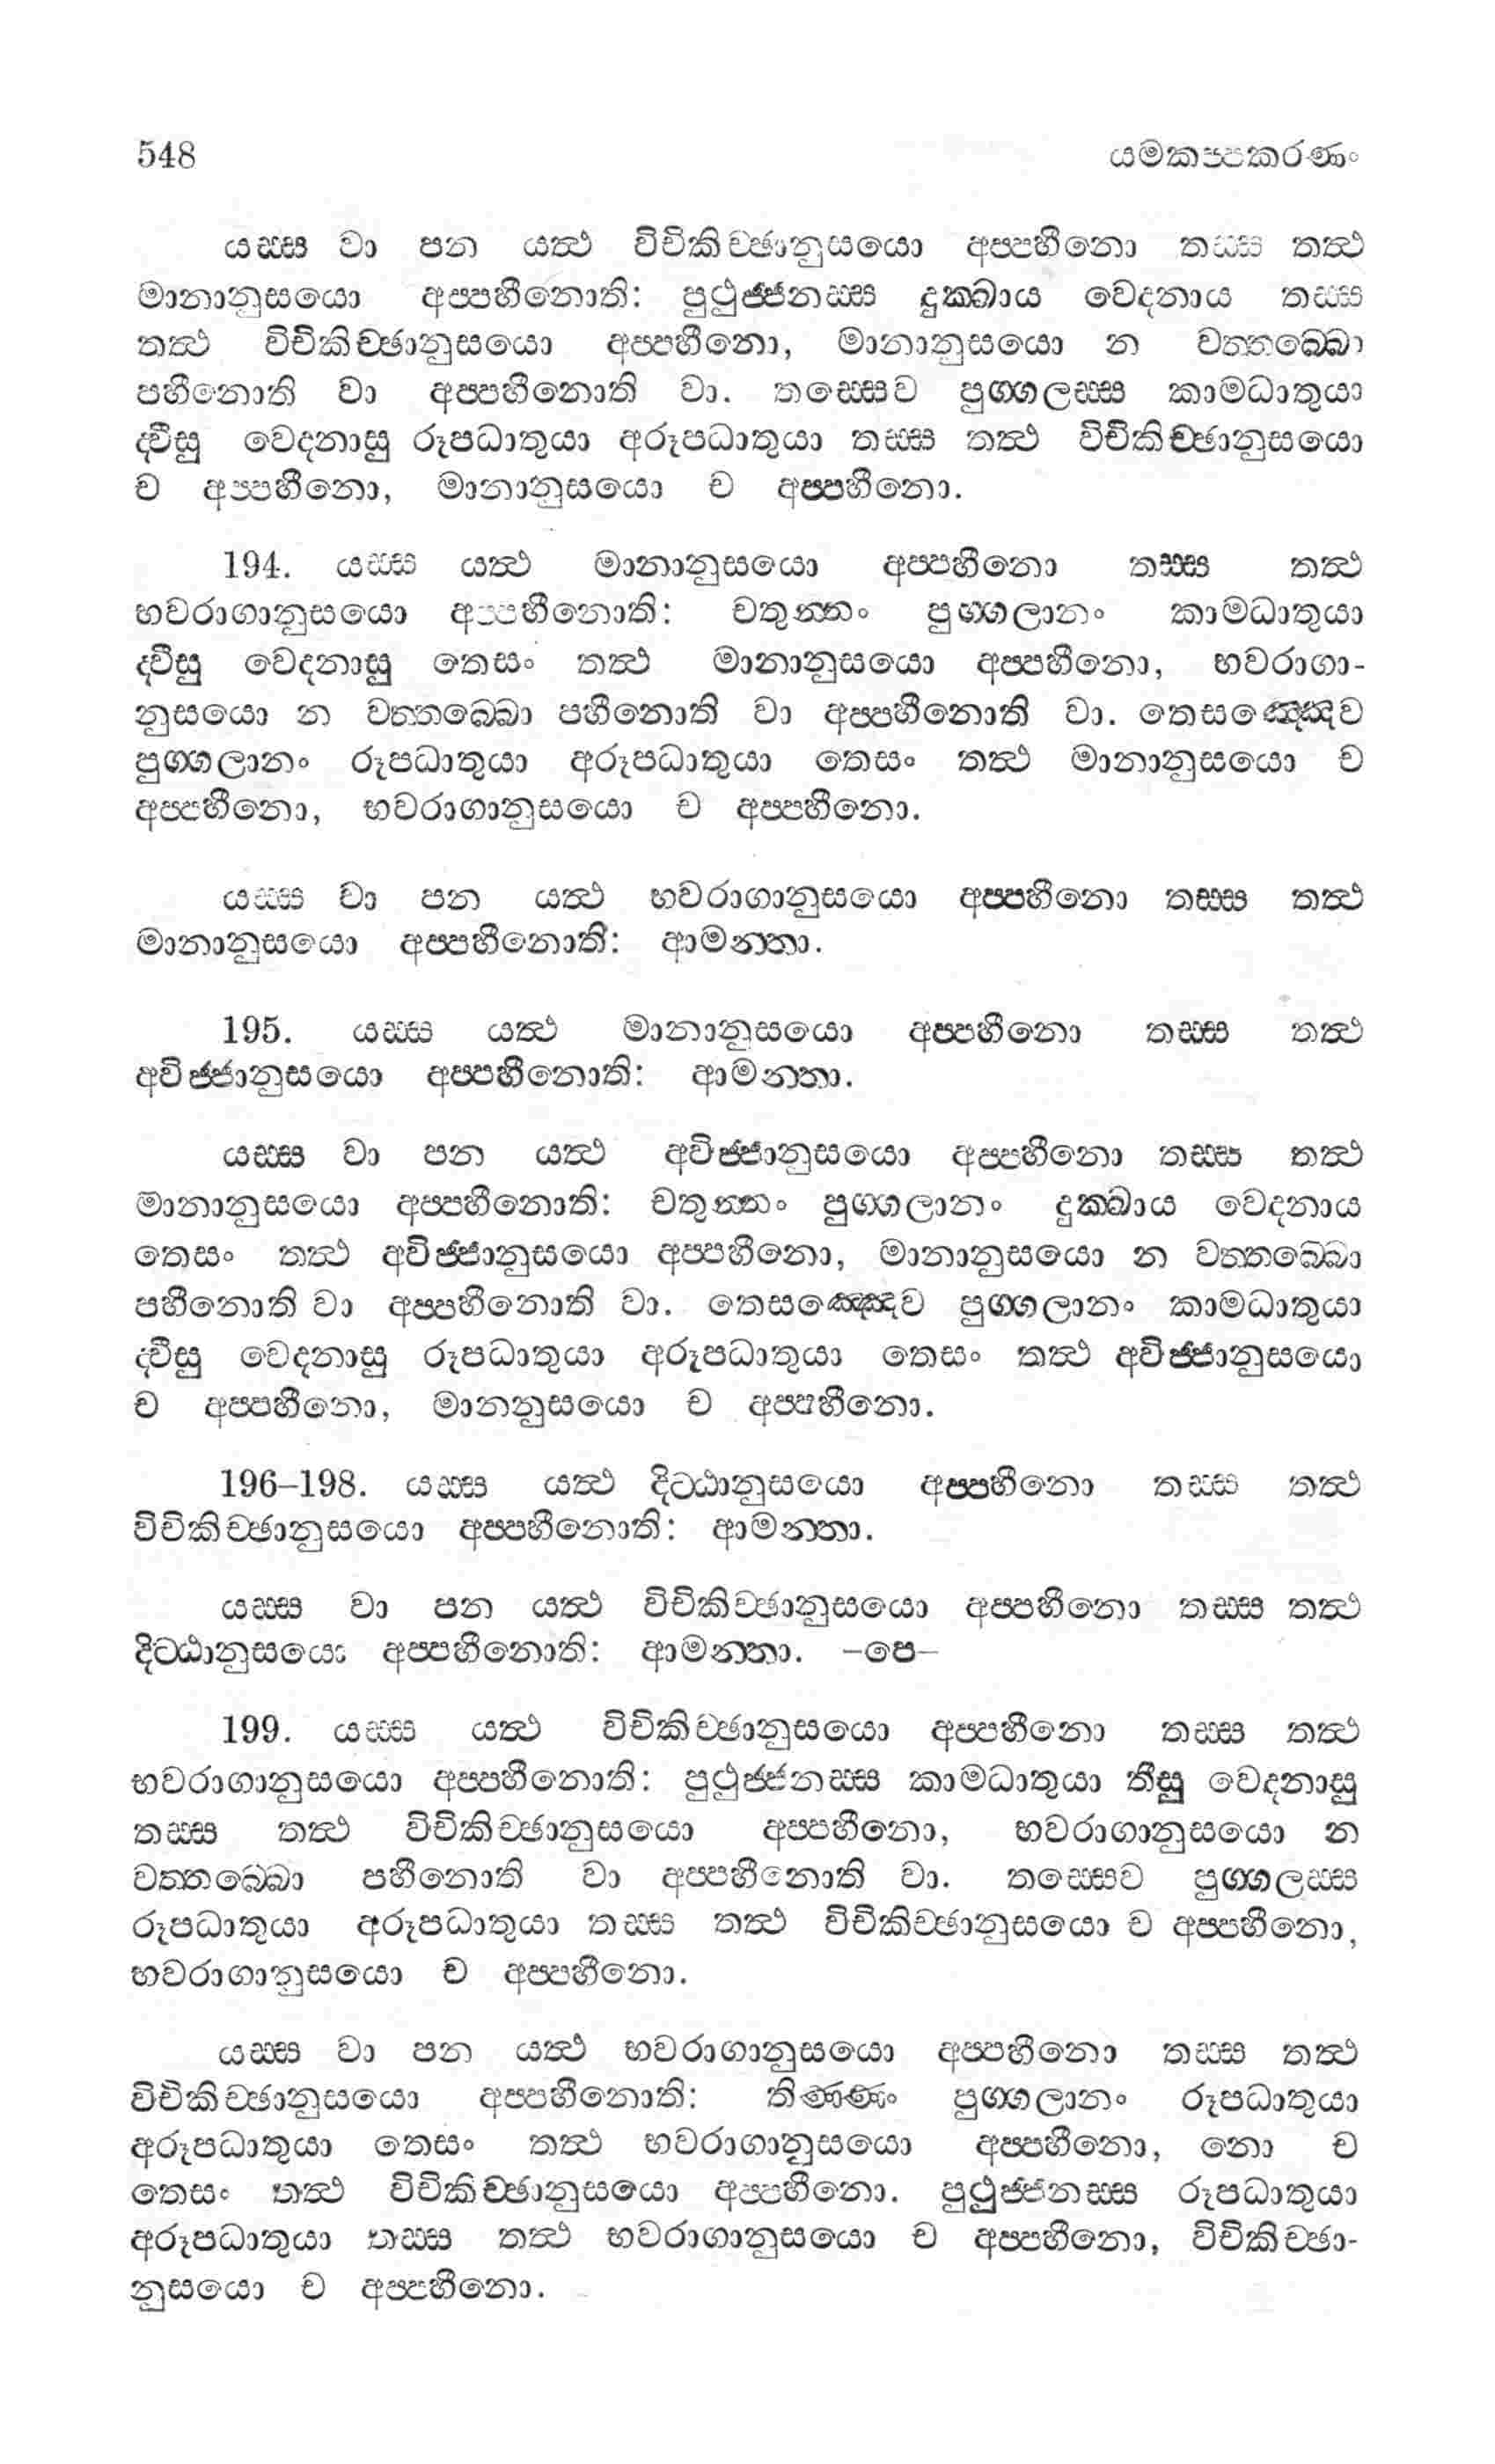 548 යමකප්පකරණං
යස්ස වා පන යත්ථ විචිකිච්ඡානුසයො අප්පහීනො තස්ස තත්ථ
මානානුසයො අප්පහීනොති: පුථුජ්ජනස්ස දුක්ඛාය වෙදනාය තස්ස
තත්ථ විචිකිච්ඡානුසයො අප්පහීනො, මානානුසයො න වත්තබ්බො
පහීනොති වා අප්පහීනොති වා. තස්සෙව පුග්ගලස්ස කාමධාතුයා
ද්වීසු වෙදනාසු රූපධාතුයා අරූපධාතුයා තස්ස තත්ථ විචිකිච්ඡානුසයො
ච අප්පහීනො, මානානුසයො ච අප්පහීනො.
194. යස්ස යත්ථ මානානුසයො අප්පහීනො තස්ස තත්ථ
භවරාගානුසයො අප්පහීනොති: චතුන්නං පුග්ගලානං කාමධාතුයා
ද්වීසු වෙදනාසු තෙසං තත්ථ මානානුසයො අප්පහීනො, භවරාගා-
නුසයො න වත්තබ්බො පහීනොති වා අප්පහීනොති වා. තෙසඤ්ඤෙව
පුග්ගලානං රූපධාතුයා අරූපධාතුයා තෙසං තත්ථ මානානුසයො ච
අප්පහීනො, භවරාගානුසයො ච අප්පහීනො.
යස්ස වා පන යත්ථ භවරාගානුසයො අප්පහීනො තස්ස තත්ථ
මානානුසයො අප්පහීනොති: ආමන්තා.
195. යස්ස යත්ථ මානානුසයො අප්පහීනො තස්ස තත්ථ
අවිජ්ජානුසයො අප්පහීනොති: ආමන්තා.
යස්ස වා පන යත්ථ අවිජ්ජානුසයො අප්පහීනො තස්ස තත්ථ
මානානුසයො අප්පහීනොති: චතුන්නං පුග්ගලානං දුක්ඛාය වෙදනාය
තෙසං තත්ථ අවිජ්ජානුසයො අප්පහීනො, මානානුසයො න වත්තබ්බො
පහීනොති වා අප්පහීනොති වා. තෙසඤ්ඤෙව පුග්ගලානං කාමධාතුයා
ද්වීසු වෙදනාසු රූපධාතුයා අරූපධාතුයා තෙසං තත්ථ අවිජ්ජානුසයො
ච අප්පහීනො, මානනුසයො ච අප්පහීනො.
196–198. යස්ස යත්ථ දිට්ඨානුසයො අප්පහීනො තස්ස තත්ථ
විචිකිච්ඡානුසයො අප්පහීනොති: ආමන්තා.
යස්ස වා පන යත්ථ විචිකිච්ඡානුසයො අප්පහීනො තස්ස තත්ථ
දිට්ඨානුසයො අප්පහීනොති: ආමන්තා. –පෙ–
199. යස්ස යත්ථ විචිකිච්ඡානුසයො අප්පහීනො තස්ස තත්ථ
භවරාගානුසයො අප්පහීනොති: පුථුජ්ජනස්ස කාමධාතුයා තීසු වෙදනාසු
තස්ස තත්ථ විචිකිච්ඡානුසයො අප්පහීනො, භවරාගානුසයො න
වත්තබ්බො පහීනොති වා අප්පහීනොති වා. තස්සෙව පුග්ගලස්ස
රූපධාතුයා අරූපධාතුයා තස්ස තත්ථ විචිකිච්ඡානුසයො ච අප්පහීනො,
භවරාගානුසයො ච අප්පහීනො.
යස්ස වා පන යත්ථ භවරාගානුසයො අප්පහීනො තස්ස තත්ථ
විචිකිච්ඡානුසයො අප්පහීනොති: තිණ්ණං පුග්ගලානං රූපධාතුයා
අරූපධාතුයා තෙසං තත්ථ භවරාගානුසයො අප්පහීනො, නො ච
තෙසං තත්ථ විචිකිච්ඡානුසයො අප්පහීනො. පුථුජ්ජනස්ස රූපධාතුයා
අරූපධාතුයා තස්ස තත්ථ භවරාගානුසයො ච අප්පහීනො, විචිකිච්ඡා-
නුසයො ච අප්පහීනො.